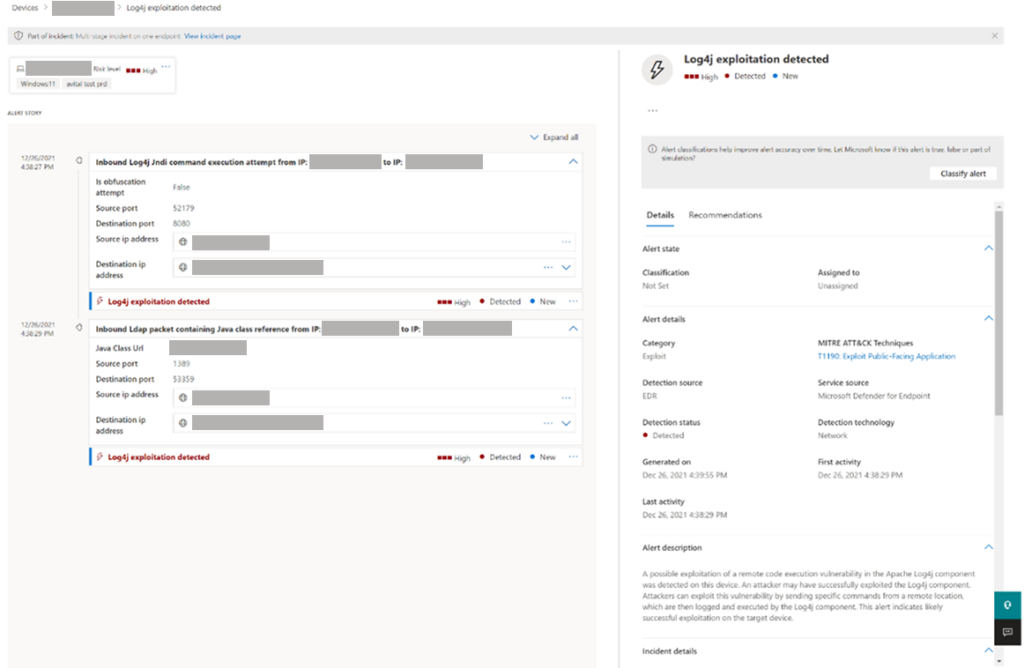 Devices > > Log4j exploitation detected
Part of incident: Multi-stage incident on one endpoint View incident page
Risk level High ...
Windows11 avital test prd
ALERT STORY
Expand all
12/26/2021
4:38:27 PM
Inbound Log4j Jndi command execution attempt from IP: to IP:
Is obfuscation
attempt
False
Source port 52179
Destination port 8080
Source ip address ...
Destination ip
address
...
Log4j exploitation detected High Detected New ...
12/26/2021
4:38:29 PM
Inbound Ldap packet containing Java class reference from IP: to IP:
Java Class Url
Source port 1389
Destination port 53359
Source ip address ...
Destination ip
address
...
Log4j exploitation detected High Detected New ...
Log4j exploitation detected
High Detected New
...
Alert classifications help improve alert accuracy over time. Let Microsoft know if this alert is true, false or part of
simulation?
Classify alert
Details Recommendations
Alert state
Classification Assigned to
Not Set Unassigned
Alert details
Category MITRE ATT&CK Techniques
Exploit T1190: Exploit Public-Facing Application
Detection source Service source
EDR Microsoft Defender for Endpoint
Detection status Detection technology
Detected Network
Generated on First activity
Dec 26, 2021 4:39:55 PM Dec 26, 2021 4:38:29 PM
Last activity
Dec 26, 2021 4:38:29 PM
Alert description
A possible exploitation of a remote code execution vulnerability in the Apache Log4j component
was detected on this device. An attacker may have successfully exploited the Log4j component.
Attackers can exploit this vulnerability by sending specific commands from a remote location,
which are then logged and executed by the Log4j component. This alert indicates likely
successful exploitation on the target device.
Incident details